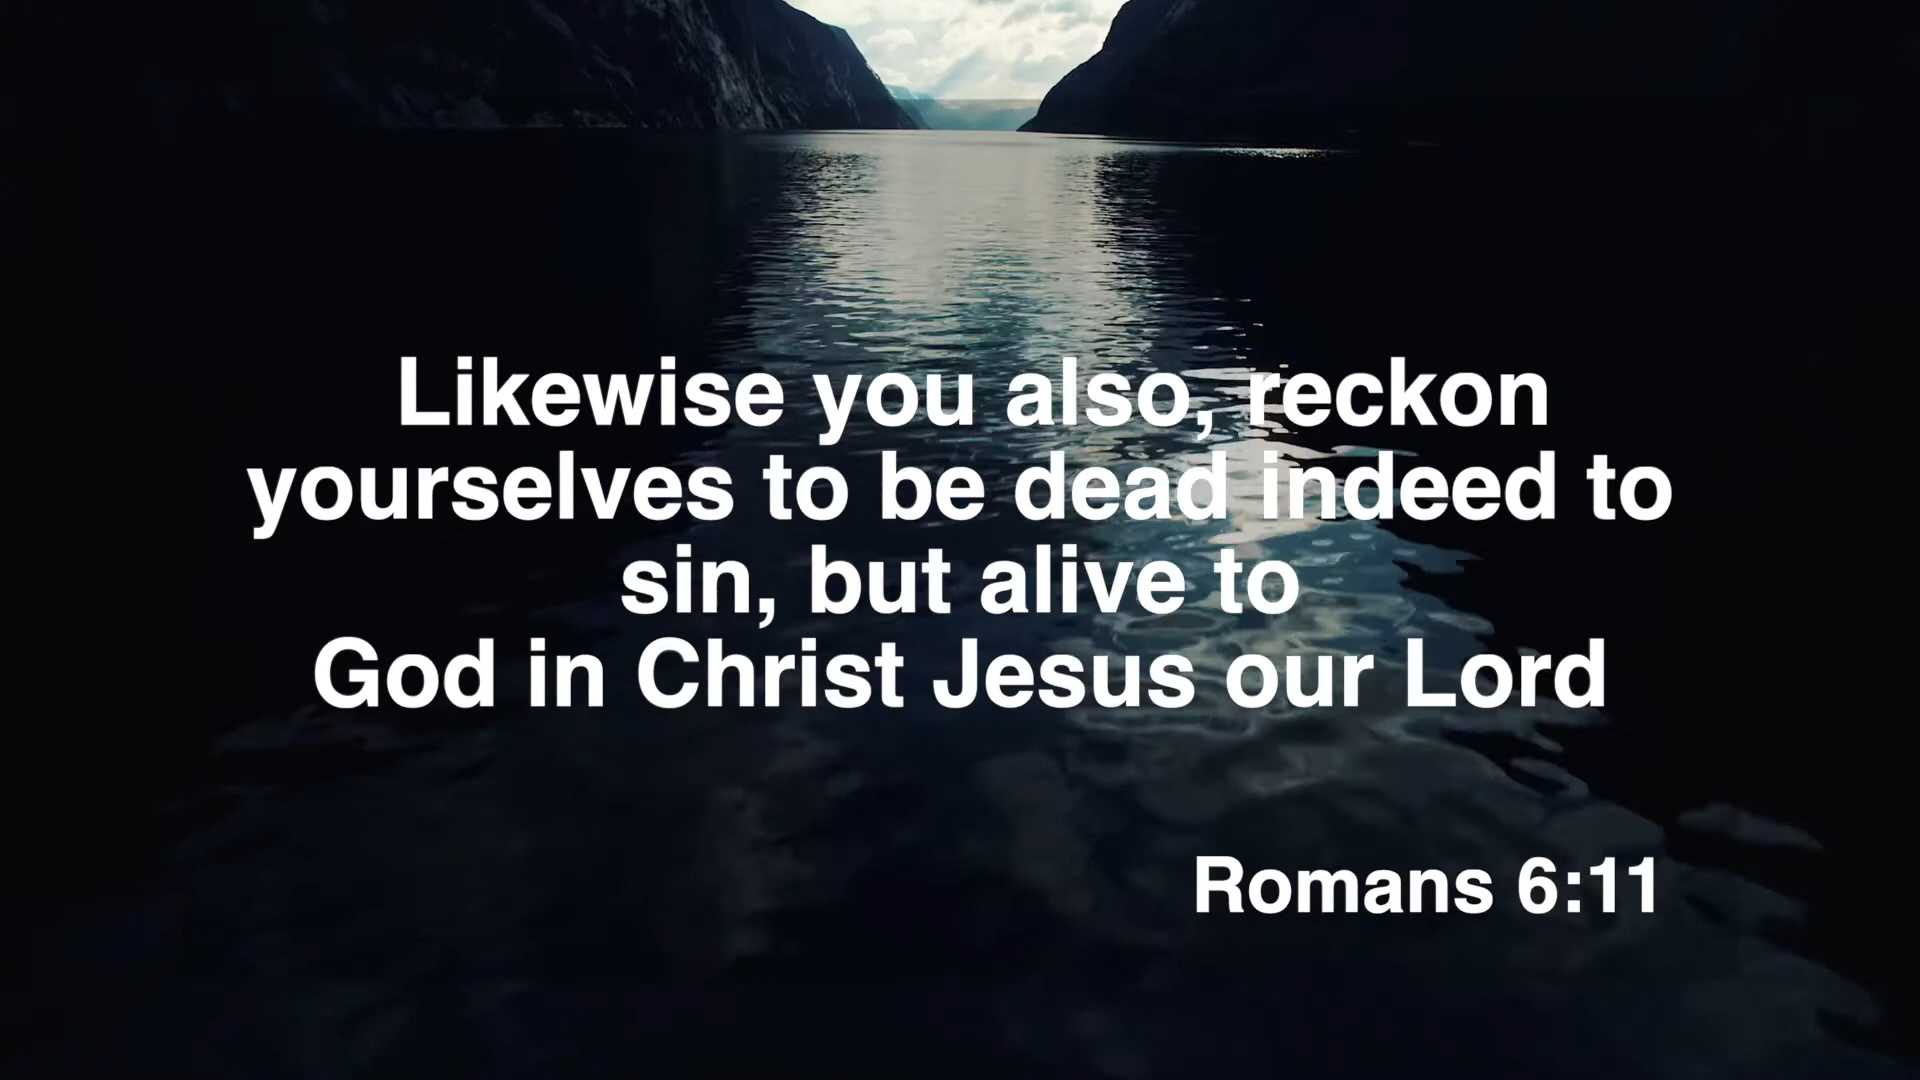 Likewise you also, reckon
yourselves to be dead indeed to
sin, but alive to
God in Christ Jesus our Lord
Romans 6:11